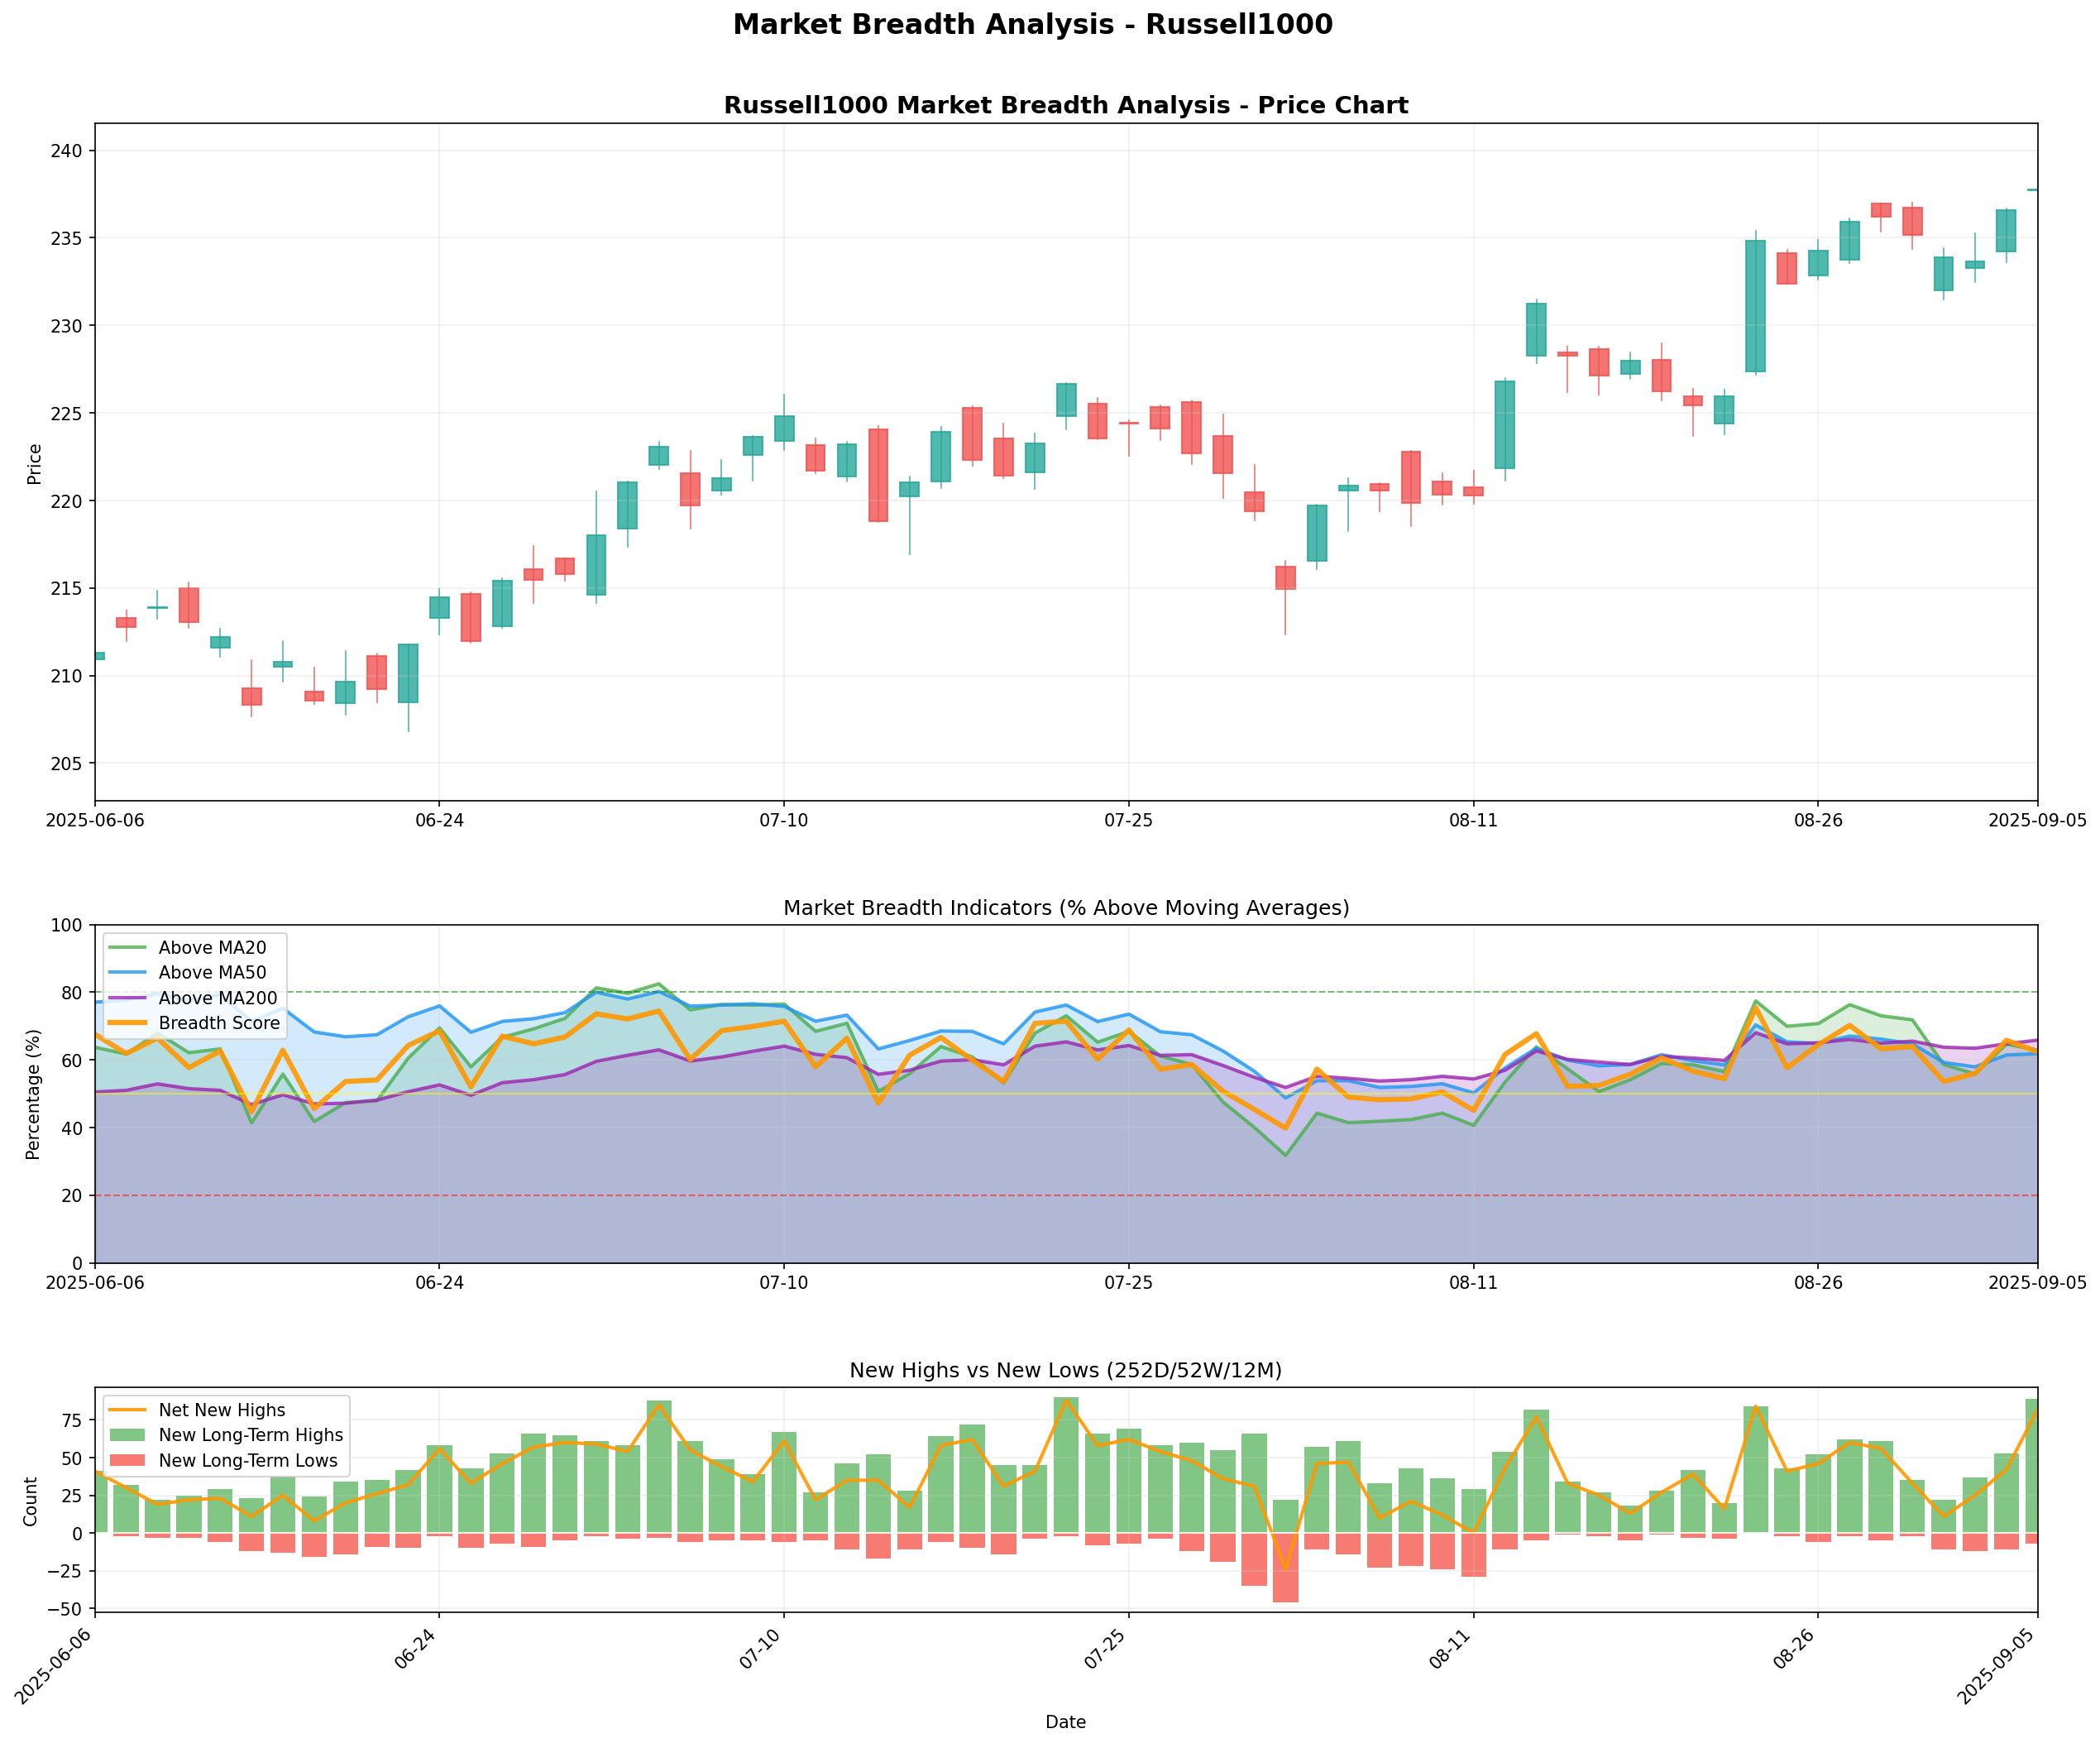 Market Breadth Analysis - Russell1000
Russell1000 Market Breadth Analysis - Price Chart
Price
240
235
230
225
220
215
210
205
2025-06-06
06-24
07-10
07-25
08-11
08-26
2025-09-05
Market Breadth Indicators (% Above Moving Averages)
Percentage (%)
100
80
60
40
20
0
Above MA20
Above MA50
Above MA200
Breadth Score
2025-06-06
06-24
07-10
07-25
08-11
08-26
2025-09-05
New Highs vs New Lows (252D/52W/12M)
Count
75
50
25
0
−25
−50
Net New Highs
New Long-Term Highs
New Long-Term Lows
2025-06-06
06-24
07-10
07-25
08-11
08-26
2025-09-05
Date